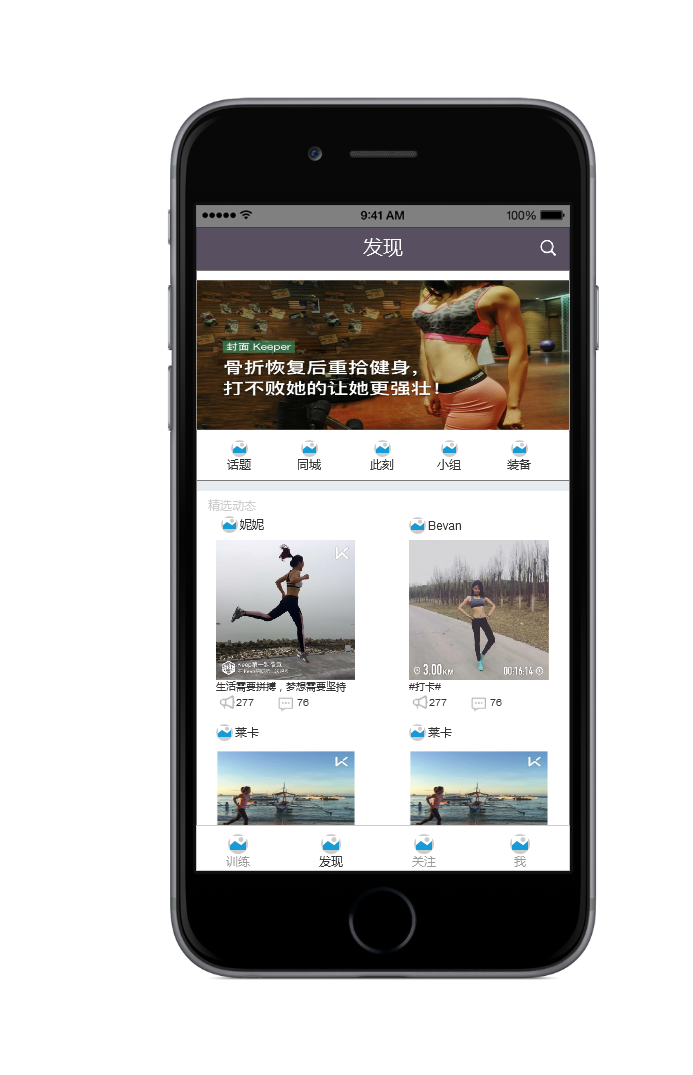 9:41 AM
100%
发现
封面 Keeper
骨折恢复后重拾健身，
打不败她的让她更强壮！
话题
同城
此刻
小组
装备
精选动态
妮妮
Bevan
3.00KM
00:16:14
生活需要拼搏，梦想需要坚持
#打卡#
277
76
277
76
莱卡
莱卡
训练
发现
关注
我